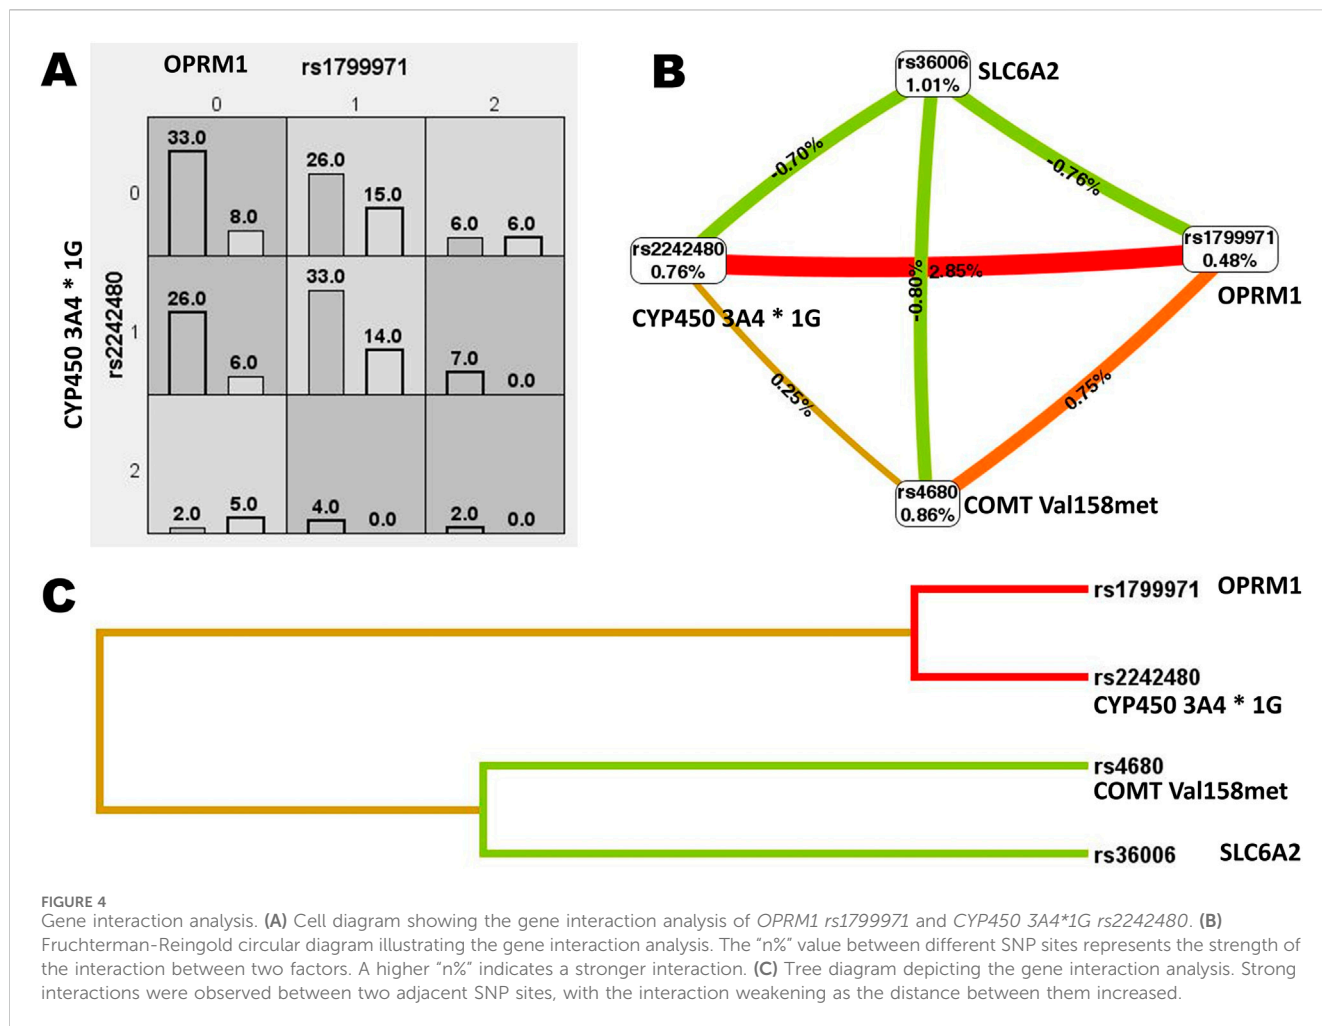 A
OPRM1 rs1799971
0 1 2
CYP450 3A4 * 1G
rs2242480
0
33.0 8.0 26.0 15.0 6.0 6.0
1
26.0 6.0 33.0 14.0 7.0 0.0
2
2.0 5.0 4.0 0.0 2.0 0.0
B
rs36006
1.01%
SLC6A2
-0.70%
-0.76%
rs2242480
0.76%
CYP450 3A4 * 1G
2.85%
-0.80%
rs1799971
0.48%
OPRM1
0.25%
0.75%
rs4680
0.86%
COMT Val158met
C
rs1799971 OPRM1
rs2242480
CYP450 3A4 * 1G
rs4680
COMT Val158met
rs36006 SLC6A2
FIGURE 4
Gene interaction analysis. (A) Cell diagram showing the gene interaction analysis of OPRM1 rs1799971 and CYP450 3A4*1G rs2242480. (B)
Fruchterman-Reingold circular diagram illustrating the gene interaction analysis. The “n%” value between different SNP sites represents the strength of
the interaction between two factors. A higher “n%” indicates a stronger interaction. (C) Tree diagram depicting the gene interaction analysis. Strong
interactions were observed between two adjacent SNP sites, with the interaction weakening as the distance between them increased.